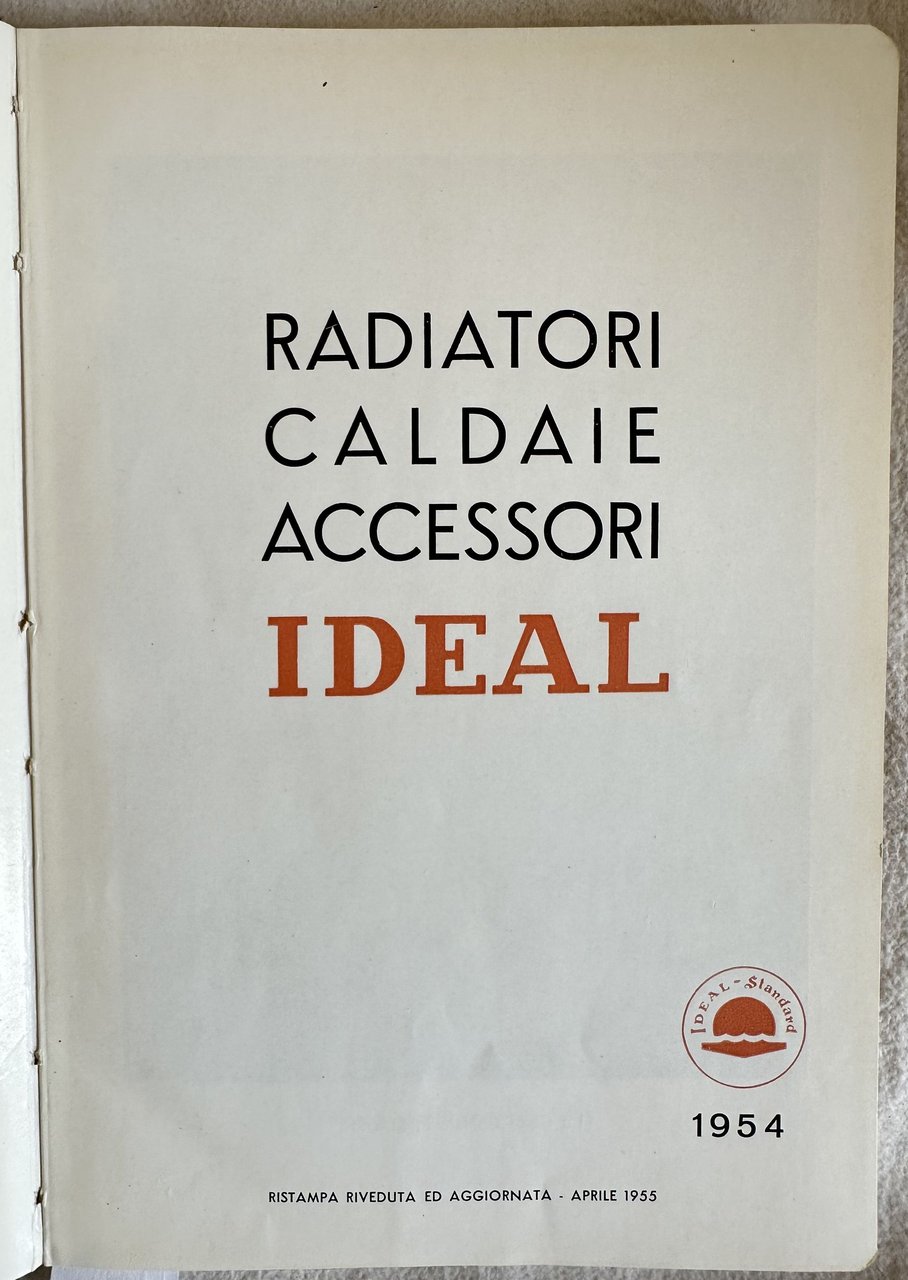 RADIATORI
CALDAIE
ACCESSORI
IDEAL
IDEAL - Standard
1954
RISTAMPA RIVEDUTA ED AGGIORNATA - APRILE 1955